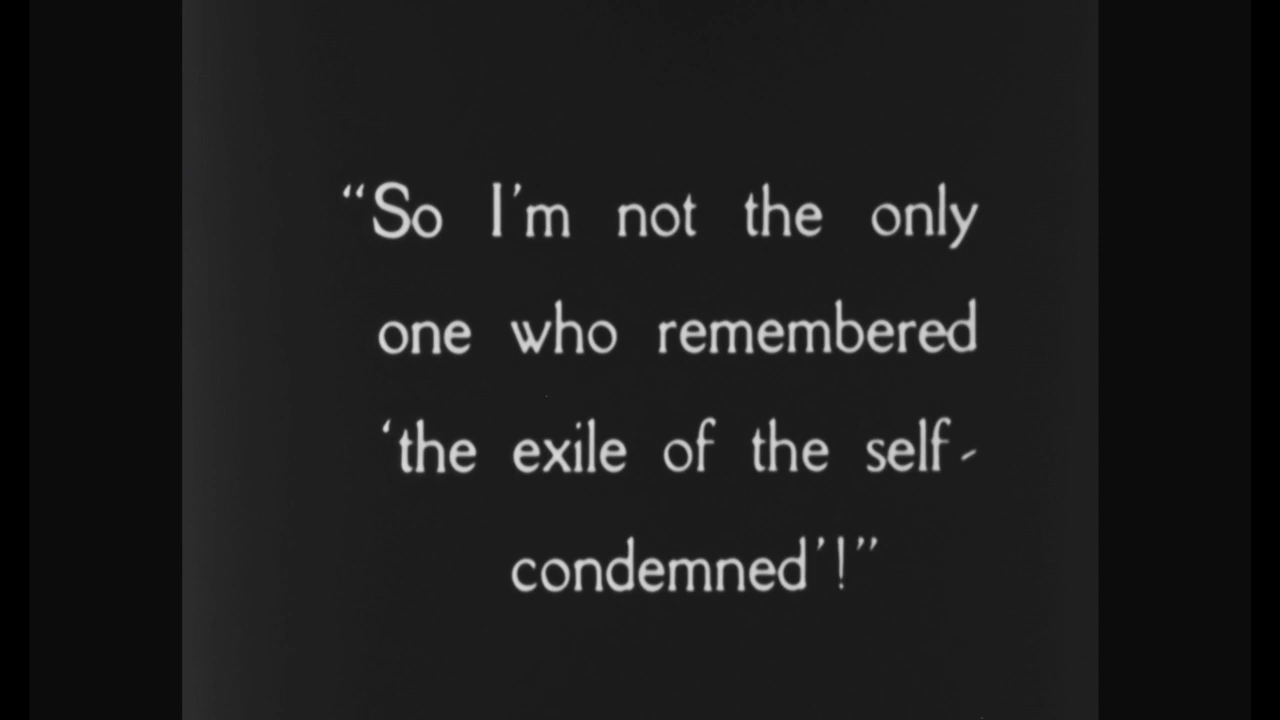 “So I'm not the only
one who remembered
‘the exile of the self-
condemned’!”